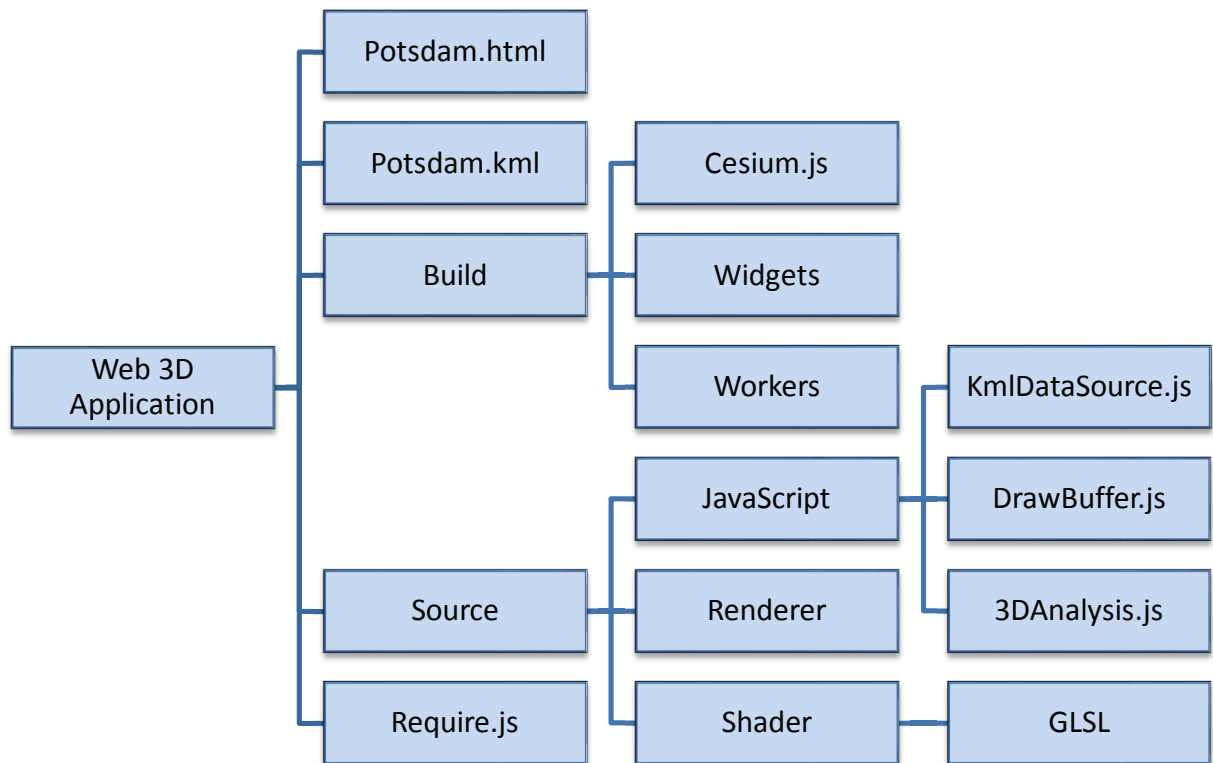 Potsdam.html
Potsdam.kml
Cesium.js
Build
Widgets
Web 3D
Application
Workers
KmlDataSource.js
JavaScript
DrawBuffer.js
Source
Renderer
3DAnalysis.js
Require.js
Shader
GLSL